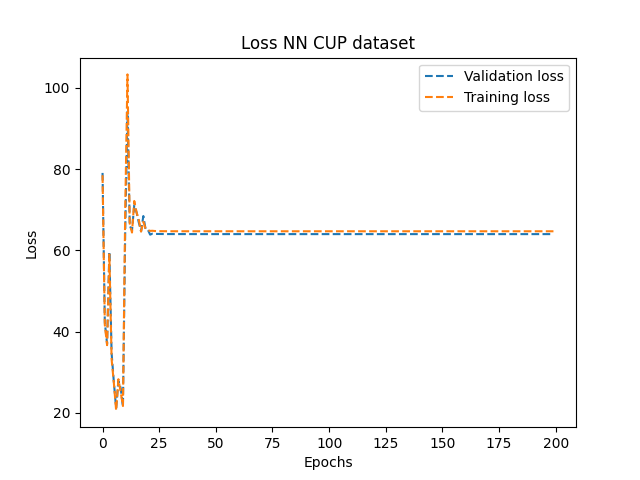 Loss NN CUP dataset
Validation loss
Training loss
100
80
60
40
20
Loss
0 25 50 75 100 125 150 175 200
Epochs